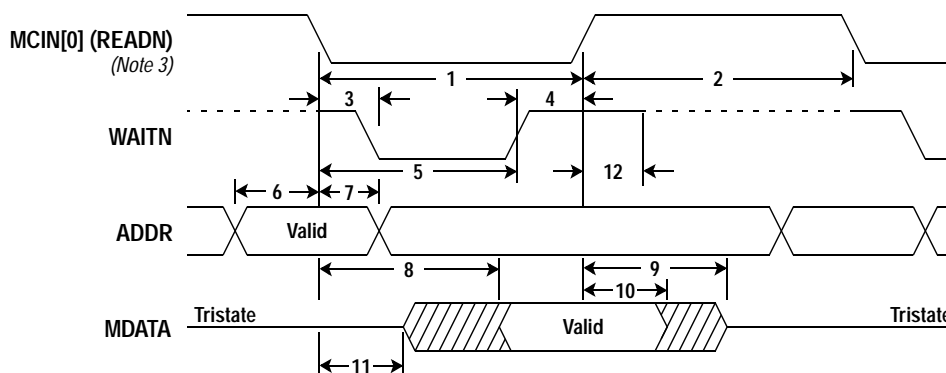 MCIN[0] (READN)
(Note 3)
1
2
3
4
WAITN
5
12
6
7
ADDR
Valid
8
9
10
MDATA
Tristate
Valid
Tristate
11